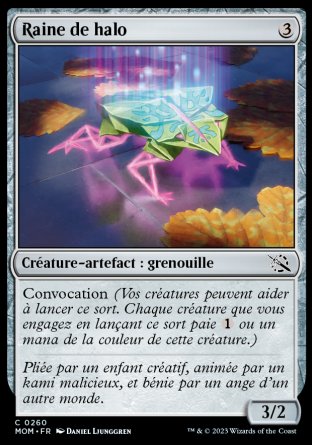 Raine de halo 3
Créature-artefact : grenouille
Convocation (Vos créatures peuvent aider
à lancer ce sort. Chaque créature que vous
engagez en lançant ce sort paie 1 ou un
mana de la couleur de cette créature.)
Pliée par un enfant créatif, animée par un
kami malicieux, et bénie par un ange d'un
autre monde.
3/2
C 0260
MOM • FR Daniel Ljunggren
™ & © 2023 Wizards of the Coast